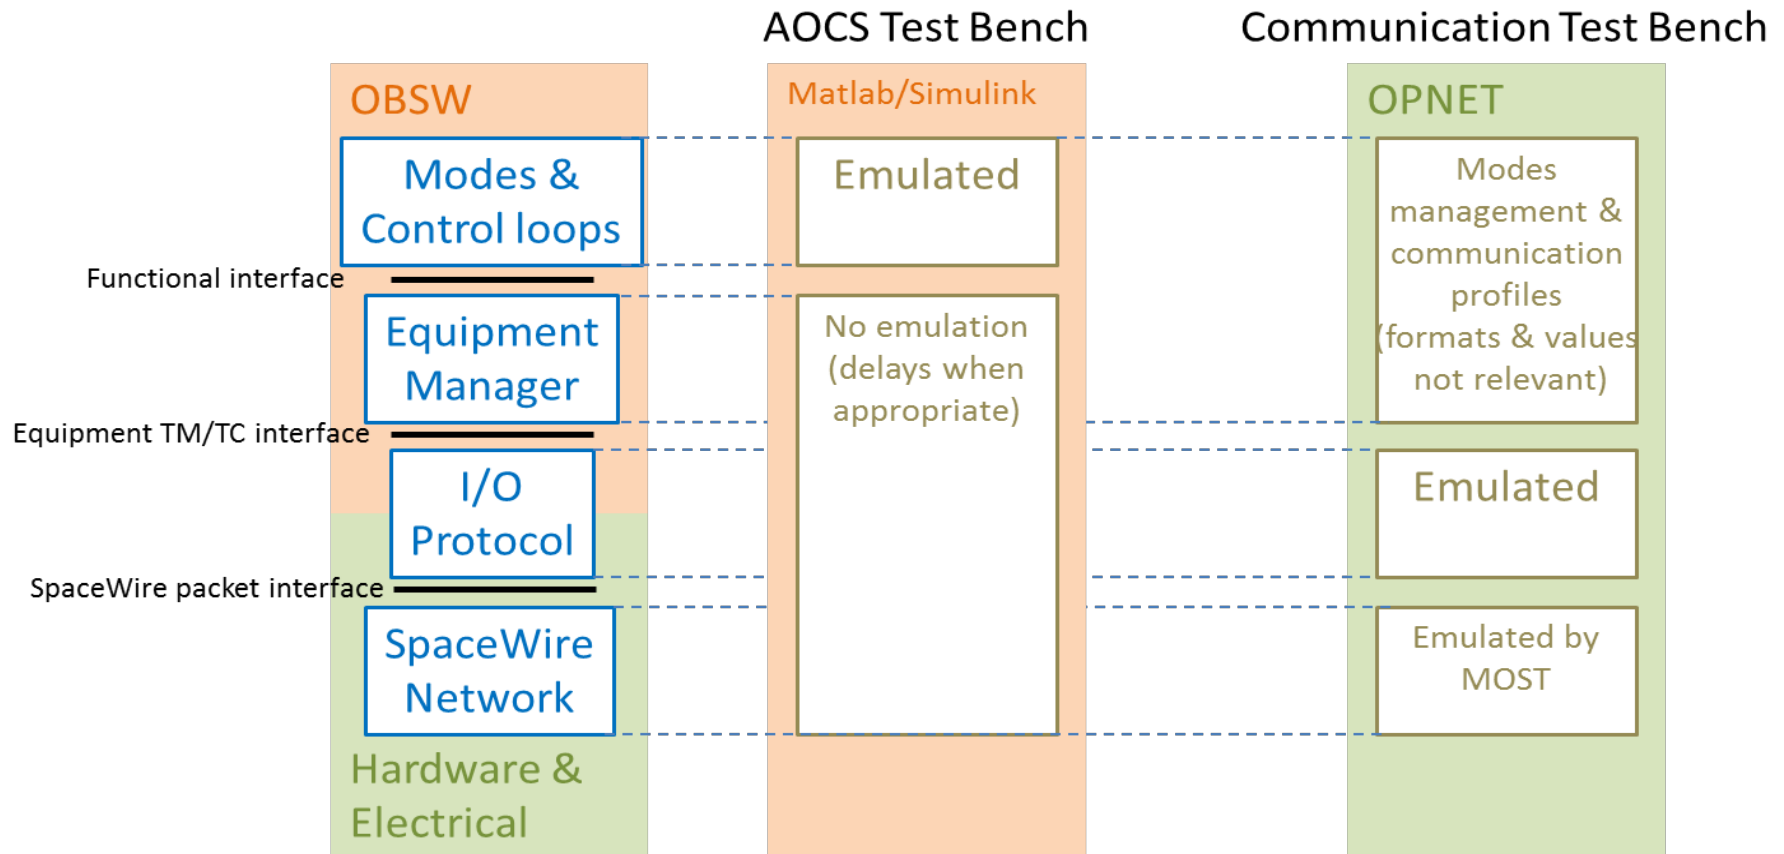 AOCS Test Bench
Communication Test Bench
OBSW
Modes &
Control loops
Functional interface
Equipment
Manager
Equipment TM/TC interface
I/O
Protocol
SpaceWire packet interface
SpaceWire
Network
Hardware &
Electrical
Matlab/Simulink
Emulated
No emulation
(delays when
appropriate)
OPNET
Modes
management &
communication
profiles
(formats & values
not relevant)
Emulated
Emulated by
MOST